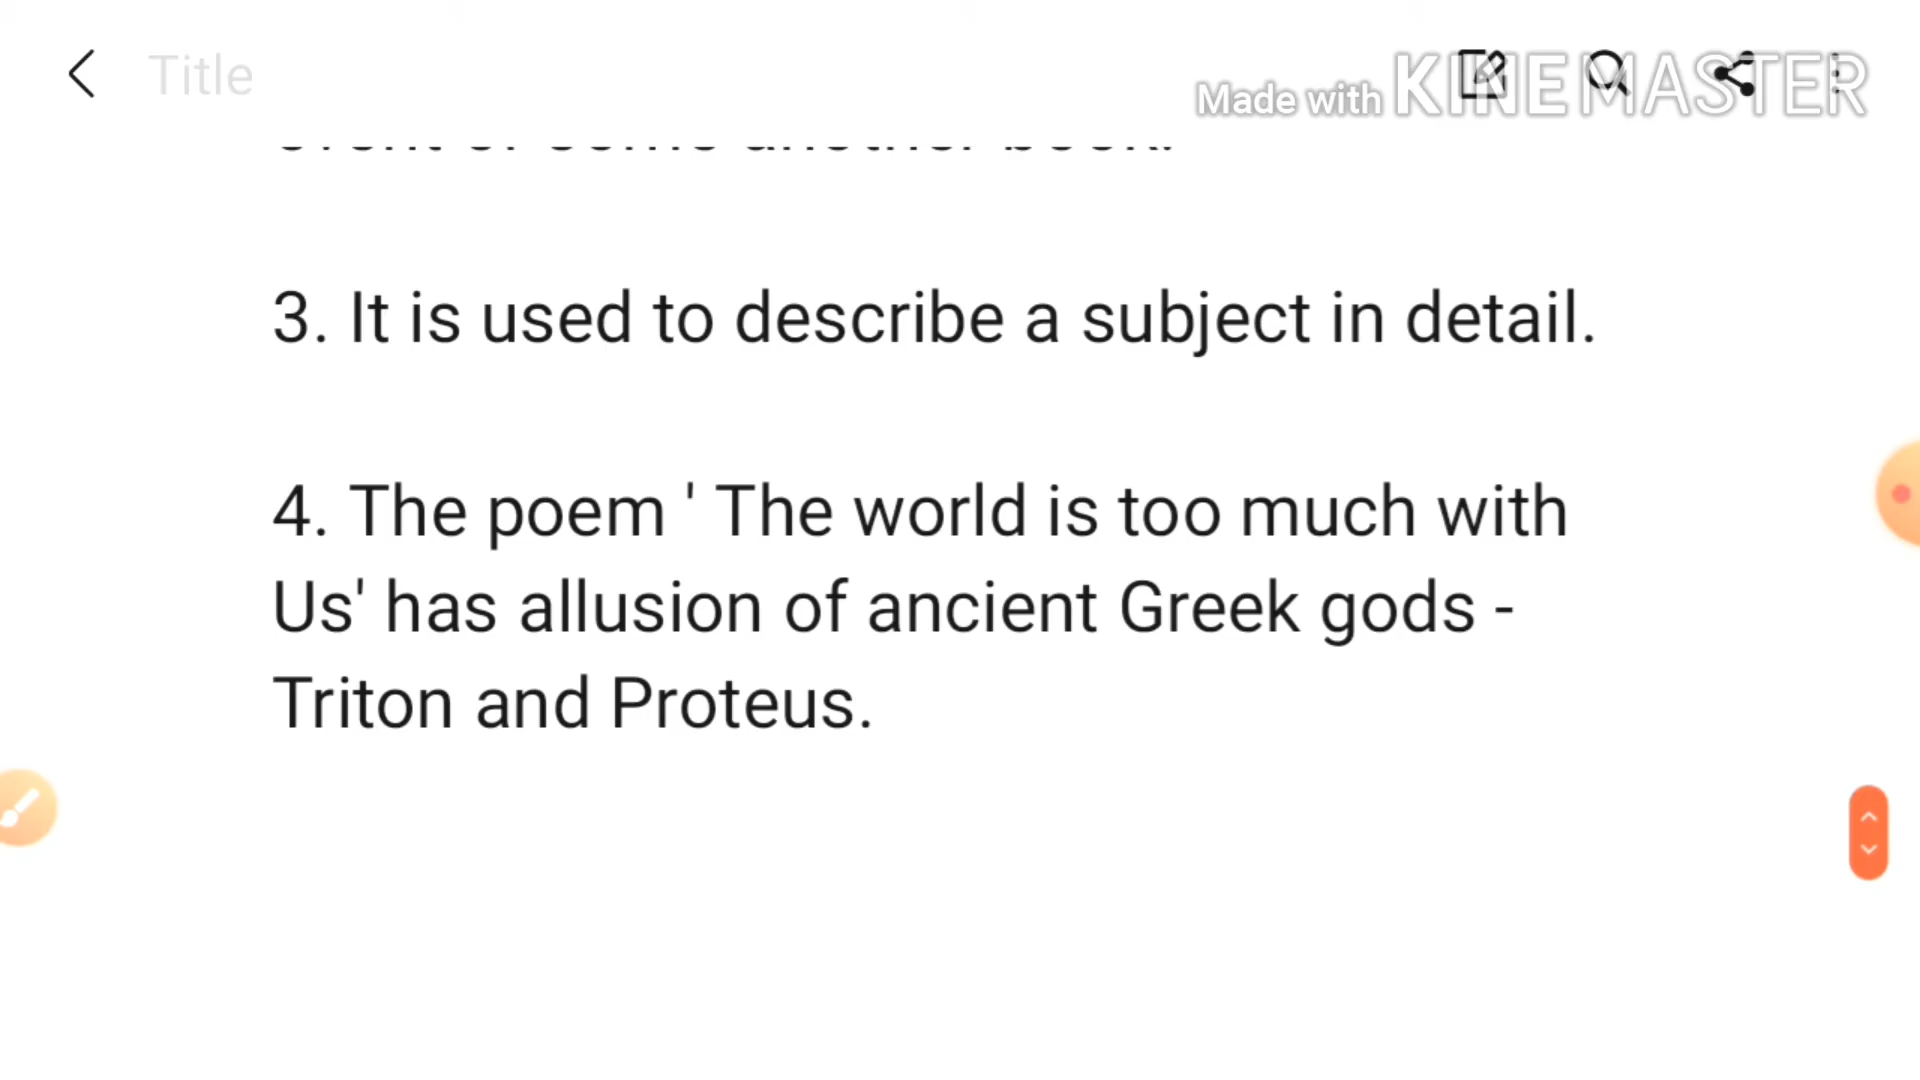 Title
Made with KINEMASTER
3. It is used to describe a subject in detail.
4. The poem ' The world is too much with
Us' has allusion of ancient Greek gods -
Triton and Proteus.